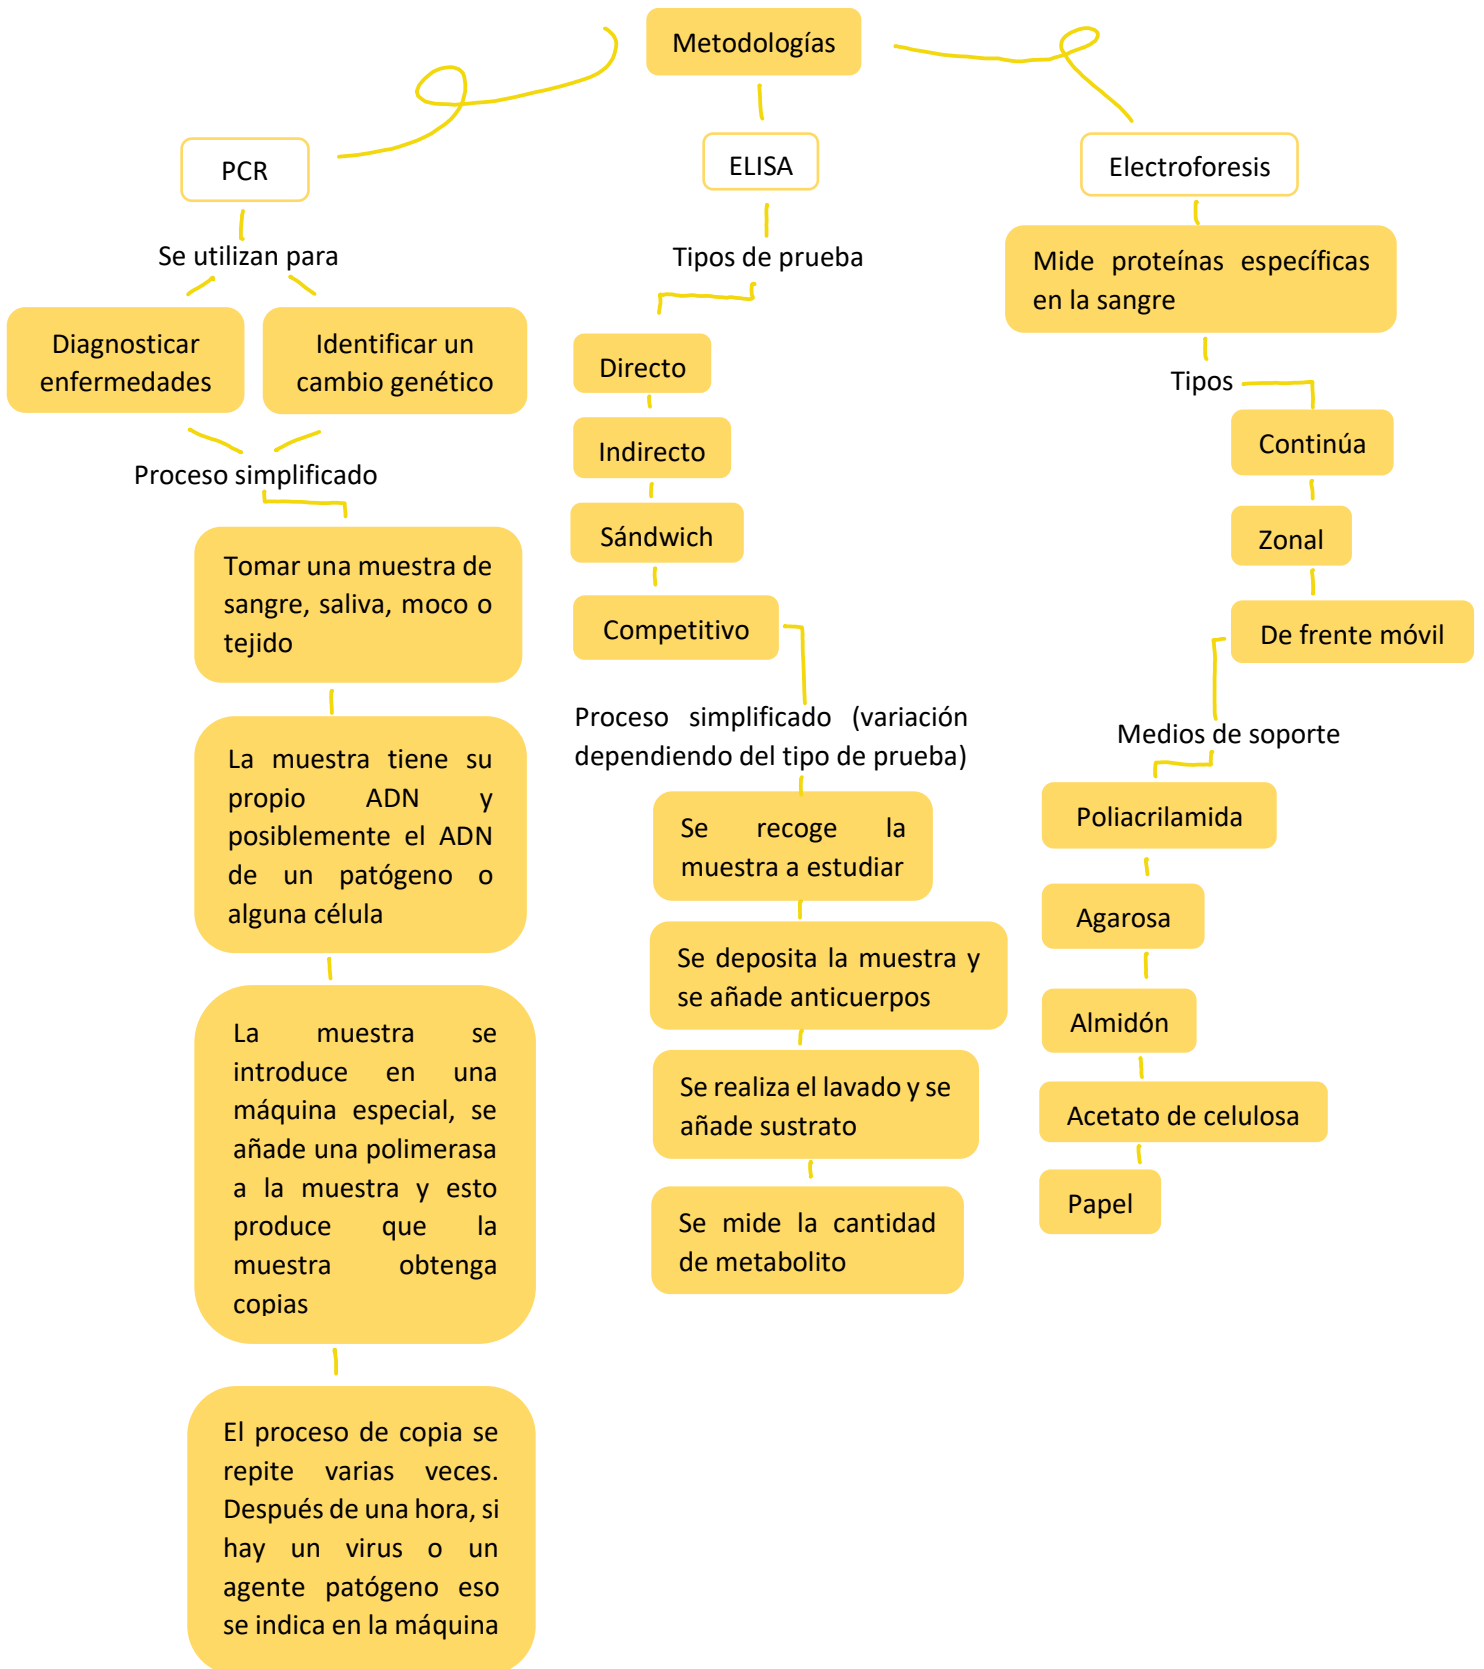 Metodologías
PCR
Se utilizan para
Diagnosticar
enfermedades
Identificar un
cambio genético
Proceso simplificado
Tomar una muestra de
sangre, saliva, moco o
tejido
La muestra tiene su
propio ADN y
posiblemente el ADN
de un patógeno o
alguna célula
La muestra se
introduce en una
máquina especial, se
añade una polimerasa
a la muestra y esto
produce que la
muestra obtenga
copias
El proceso de copia se
repite varias veces.
Después de una hora, si
hay un virus o un
agente patógeno eso
se indica en la máquina
ELISA
Tipos de prueba
Directo
Indirecto
Sándwich
Competitivo
Proceso simplificado (variación
dependiendo del tipo de prueba)
Se recoge la
muestra a estudiar
Se deposita la muestra y
se añade anticuerpos
Se realiza el lavado y se
añade sustrato
Se mide la cantidad
de metabolito
Electroforesis
Mide proteínas específicas
en la sangre
Tipos
Continúa
Zonal
De frente móvil
Medios de soporte
Poliacrilamida
Agarosa
Almidón
Acetato de celulosa
Papel